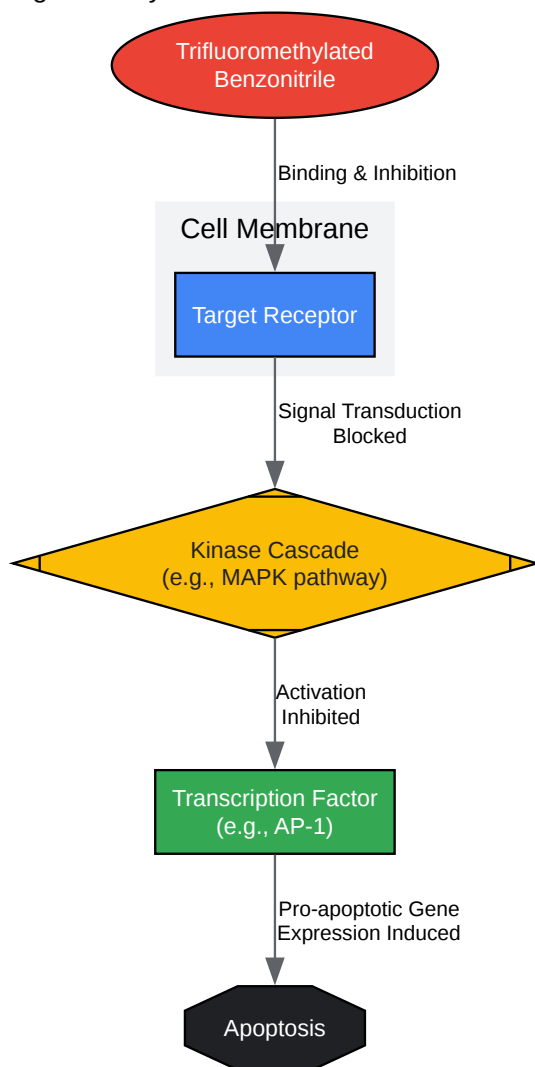 Trifluoromethylated
Benzonitrile
Binding & Inhibition
Cell Membrane
Target Receptor
Signal Transduction
Blocked
Kinase Cascade
(e.g., MAPK pathway)
Activation
Inhibited
Transcription Factor
(e.g., AP-1)
Pro-apoptotic Gene
Expression Induced
Apoptosis